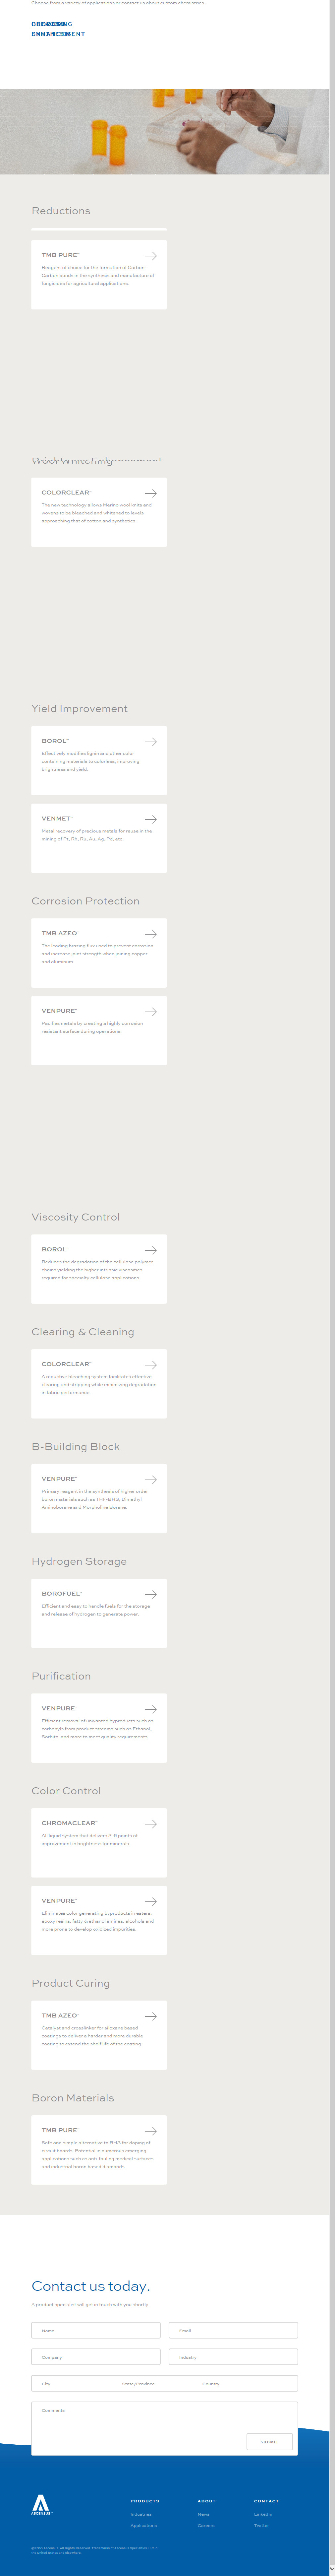 Choose from a variety of applications or contact us about custom chemistries.
ENHANCEMENT
Reductions
TMB PURE™
Reagent of choice for the formation of Carbon-
Carbon bonds in the synthesis and manufacture of
fungicides for agricultural applications.
COLORCLEAR™
The new technology allows Merino wool knits and
wovens to be bleached and whitened to levels
approaching that of cotton and synthetics.
Yield Improvement
BOROL™
Effectively modifies lignin and other color
containing materials to colorless, improving
brightness and yield.
VENMET™
Metal recovery of precious metals for reuse in the
mining of Pt, Rh, Ru, Au, Ag, Pd, etc.
Corrosion Protection
TMB AZEO™
The leading brazing flux used to prevent corrosion
and increase joint strength when joining copper
and aluminum.
VENPURE™
Pacifies metals by creating a highly corrosion
resistant surface during operations.
Viscosity Control
BOROL™
Reduces the degradation of the cellulose polymer
chains yielding the higher intrinsic viscosities
required for specialty cellulose applications.
Clearing & Cleaning
COLORCLEAR™
A reductive bleaching system facilitates effective
clearing and stripping while minimizing degradation
in fabric performance.
B-Building Block
VENPURE™
Primary reagent in the synthesis of higher order
boron materials such as THF-BH3, Dimethyl
Aminoborane and Morpholine Borane.
Hydrogen Storage
BOROFUEL™
Efficient and easy to handle fuels for the storage
and release of hydrogen to generate power.
Purification
VENPURE™
Efficient removal of unwanted byproducts such as
carbonyls from product streams such as Ethanol,
Sorbitol and more to meet quality requirements.
Color Control
CHROMACLEAR™
All liquid system that delivers 2-6 points of
improvement in brightness for minerals.
VENPURE™
Eliminates color generating byproducts in esters,
epoxy resins, fatty & ethanol amines, alcohols and
more prone to develop oxidized impurities.
Product Curing
TMB AZEO™
Catalyst and crosslinker for siloxane based
coatings to deliver a harder and more durable
coating to extend the shelf life of the coating.
Boron Materials
TMB PURE™
Safe and simple alternative to BH3 for doping of
circuit boards. Potential in numerous emerging
applications such as anti fouling medical surfaces
and industrial boron based diamonds.
Contact us today.
A product specialist will get in touch with you shortly.
Name Email
Company Industry
City State/Province Country
Comments
SUBMIT
ASCENSUS™
PRODUCTS ABOUT CONTACT
Industries News LinkedIn
Applications Careers Twitter